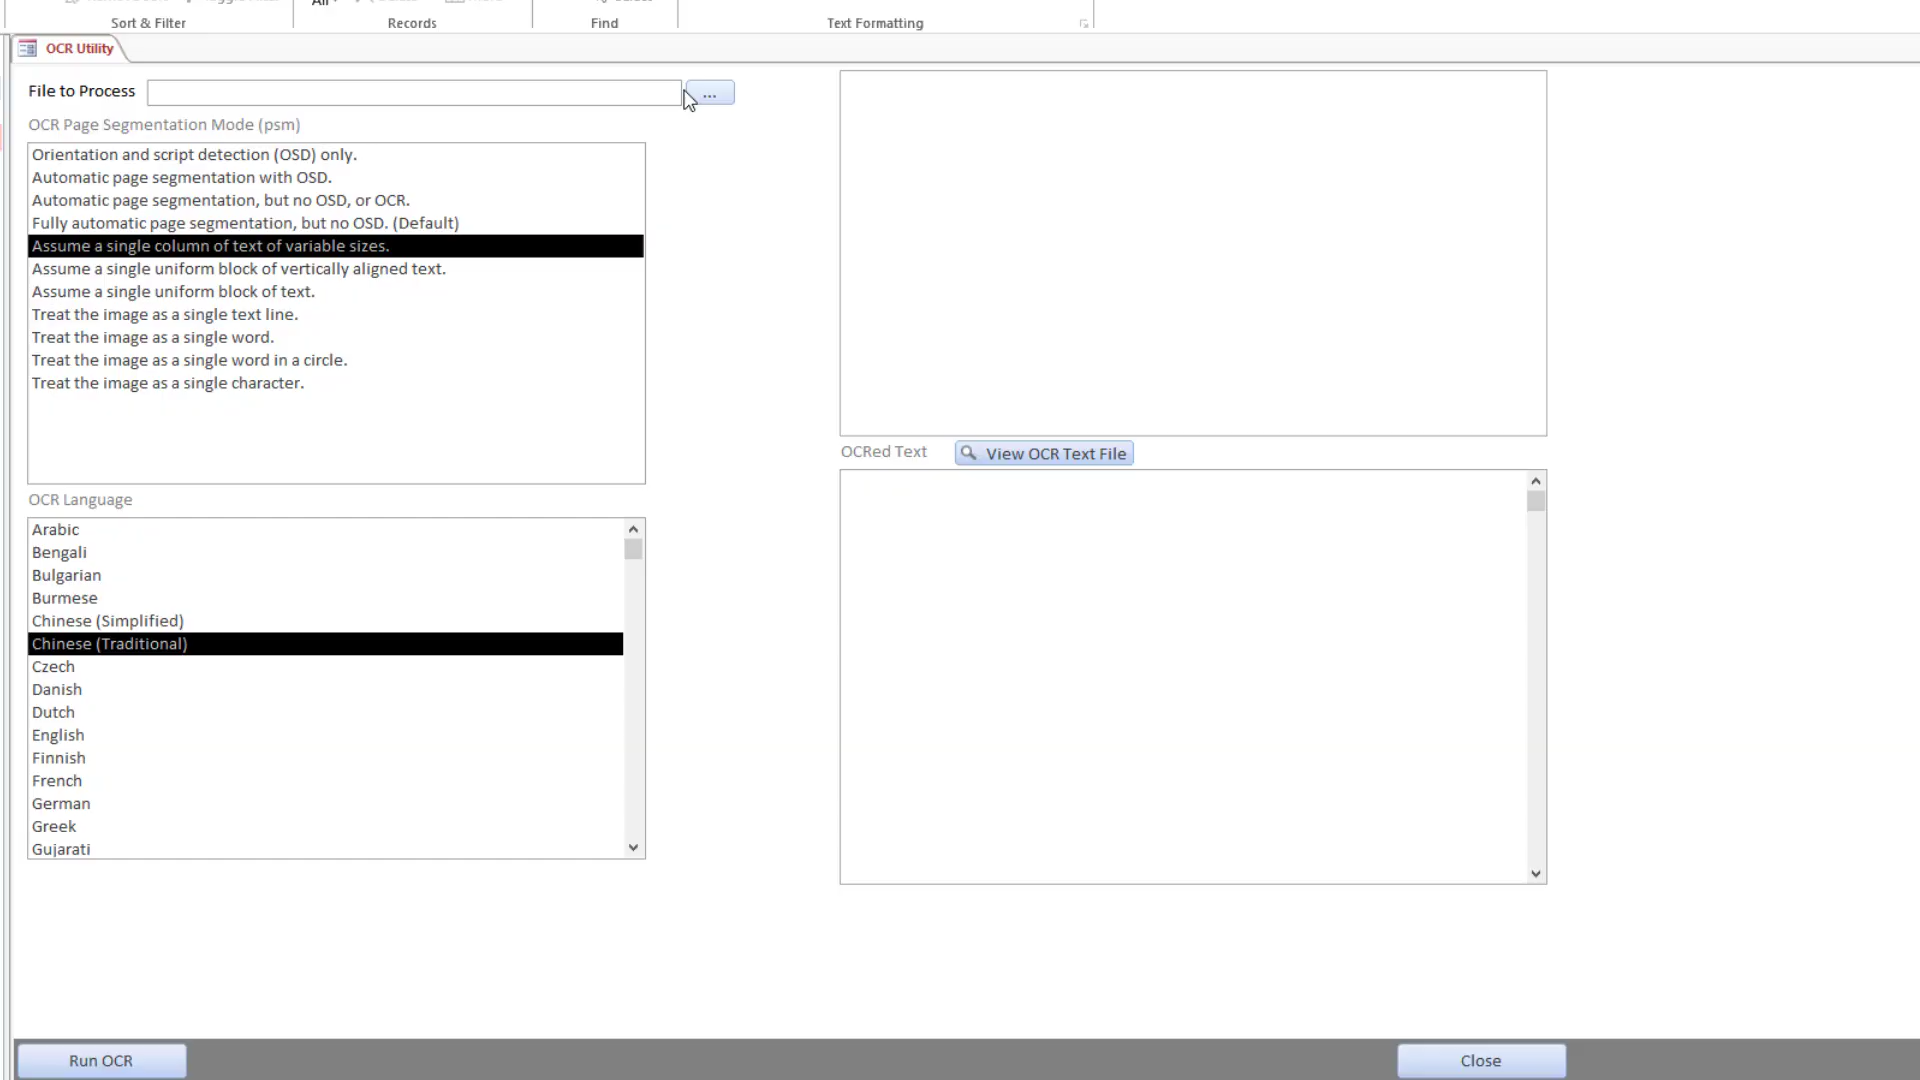 All
Sort & Filter
Records
Find
Text Formatting
OCR Utility
File to Process
...
OCR Page Segmentation Mode (psm)
Orientation and script detection (OSD) only.
Automatic page segmentation with OSD.
Automatic page segmentation, but no OSD, or OCR.
Fully automatic page segmentation, but no OSD. (Default)
Assume a single column of text of variable sizes.
Assume a single uniform block of vertically aligned text.
Assume a single uniform block of text.
Treat the image as a single text line.
Treat the image as a single word.
Treat the image as a single word in a circle.
Treat the image as a single character.
OCR Language
Arabic
Bengali
Bulgarian
Burmese
Chinese (Simplified)
Chinese (Traditional)
Czech
Danish
Dutch
English
Finnish
French
German
Greek
Gujarati
OCRed Text
View OCR Text File
Run OCR
Close